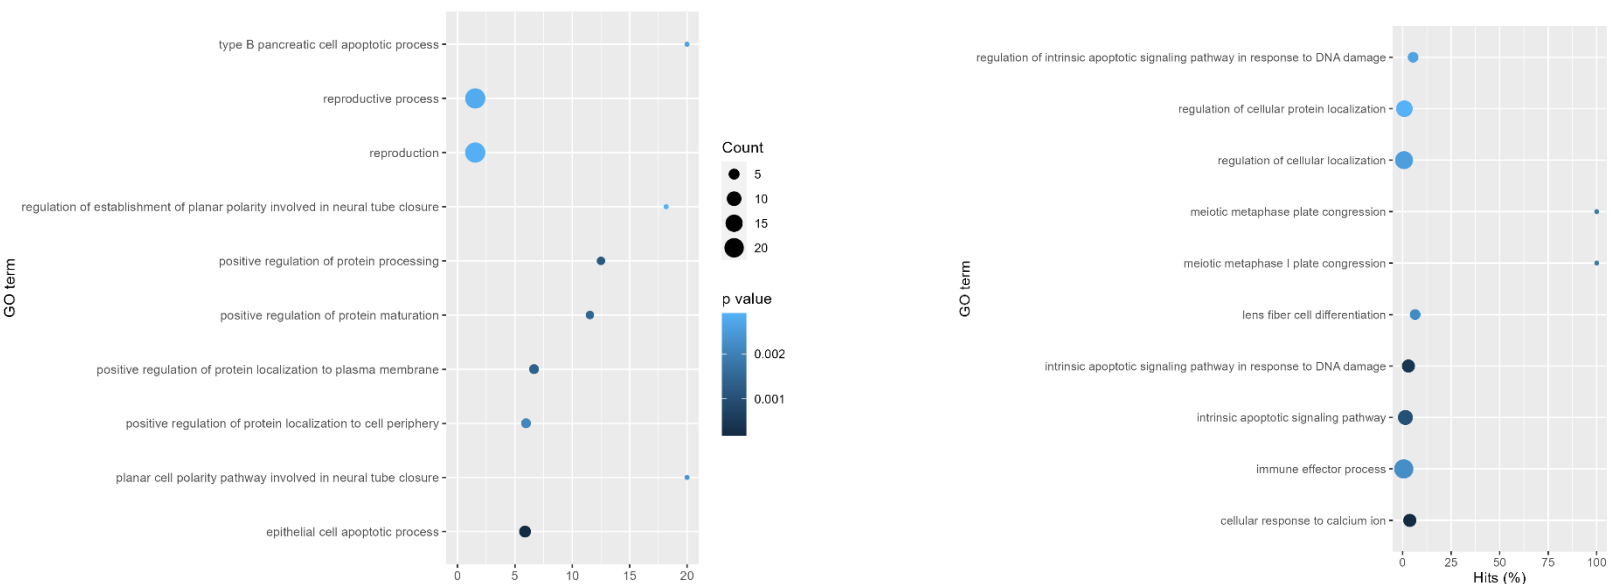 type B pancreatic cell apoptotic process
reproductive process
reproduction
regulation of establishment of planar polarity involved in neural tube closure
positive regulation of protein processing
positive regulation of protein maturation
positive regulation of protein localization to plasma membrane
positive regulation of protein localization to cell periphery
planar cell polarity pathway involved in neural tube closure
epithelial cell apoptotic process
GO term
0 5 10 15 20
Count
5
10
15
20
p value
0.002
0.001
regulation of intrinsic apoptotic signaling pathway in response to DNA damage
regulation of cellular protein localization
regulation of cellular localization
meiotic metaphase plate congression
meiotic metaphase I plate congression
lens fiber cell differentiation
intrinsic apoptotic signaling pathway in response to DNA damage
intrinsic apoptotic signaling pathway
immune effector process
cellular response to calcium ion
GO term
0 25 50 75 100
Hits (%)